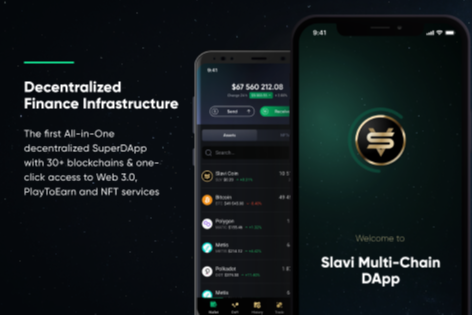 Decentralized
Finance Infrastructure
The first All-in-One
decentralized SuperDApp
with 30+ blockchains & one-
click access to Web 3.0,
PlayToEarn and NFT services
9:41
$67 560 212.08
Send
Receive
Assets
Search...
Slavi Coin
Bitcoin
Polygon
Metis
Polkadot
Metis
9:41
Welcome to
Slavi Multi-Chain
DApp